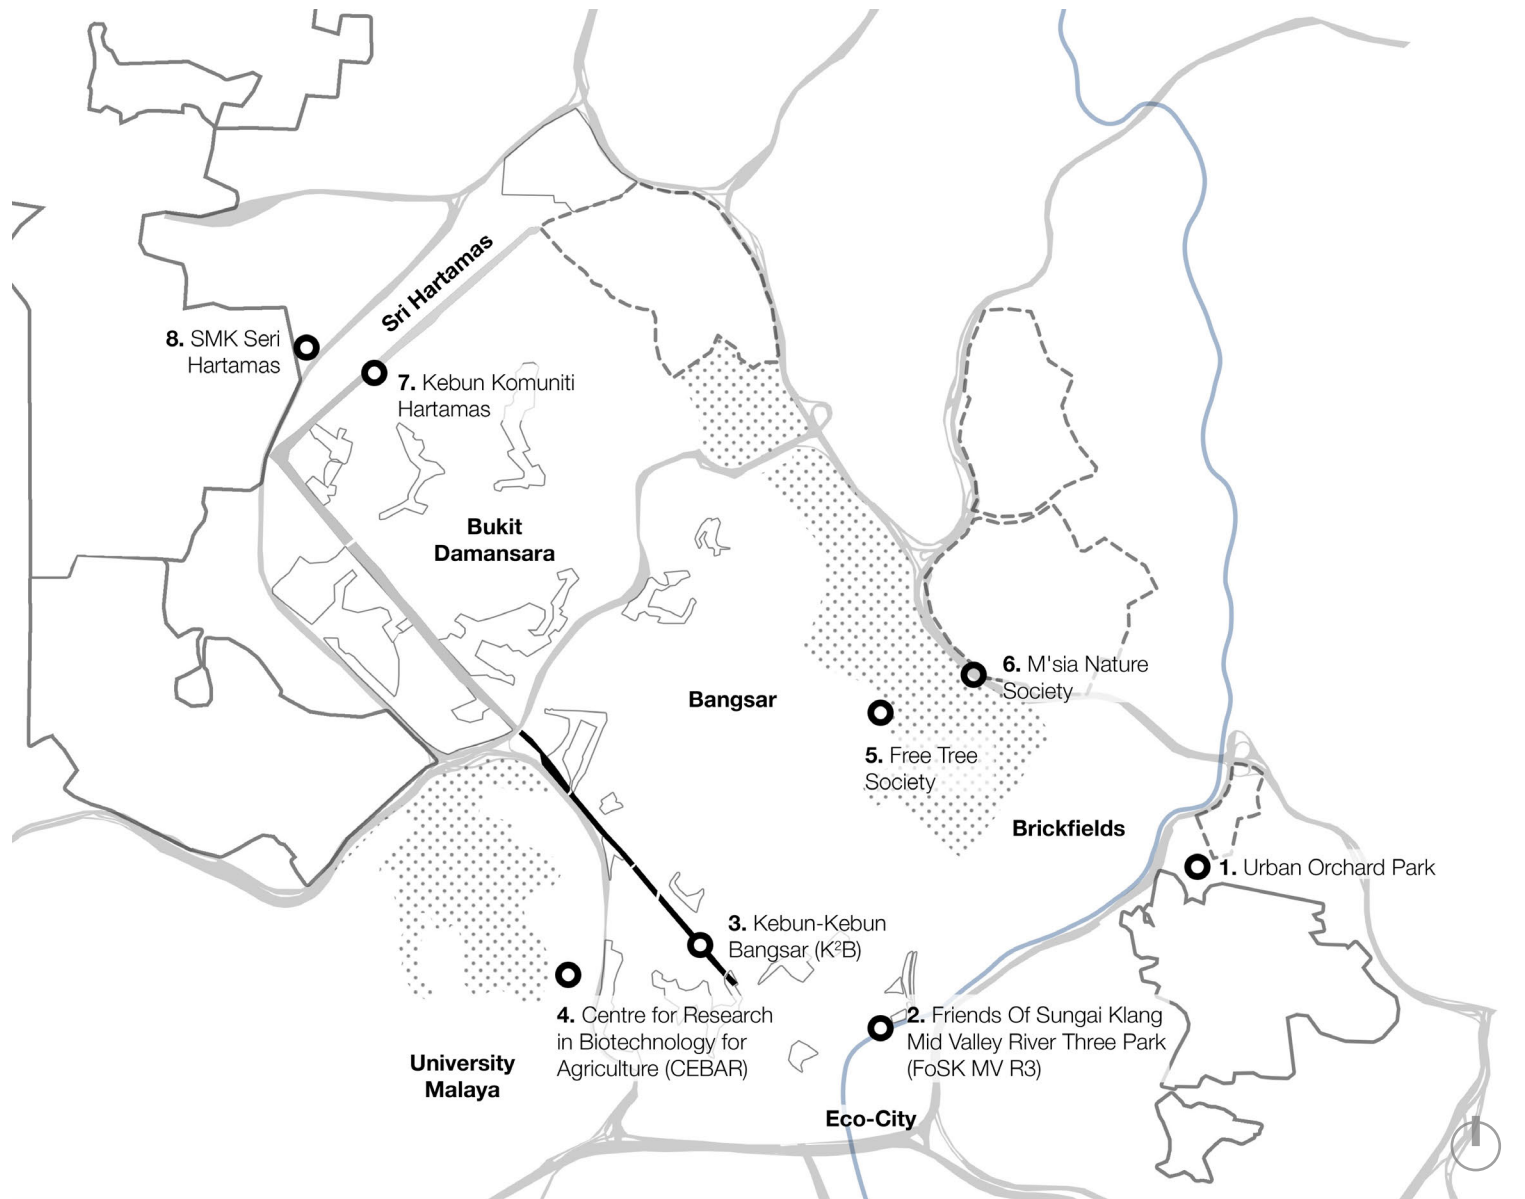 Sri Hartamas
8. SMK Seri
Hartamas
7. Kebun Komuniti
Hartamas
Bukit
Damansara
6. M'sia Nature
Society
Bangsar
5. Free Tree
Society
Brickfields
1. Urban Orchard Park
3. Kebun-Kebun
Bangsar (K²B)
4. Centre for Research
in Biotechnology for
Agriculture (CEBAR)
2. Friends Of Sungai Klang
Mid Valley River Three Park
(FoSK MV R3)
University
Malaya
Eco-City